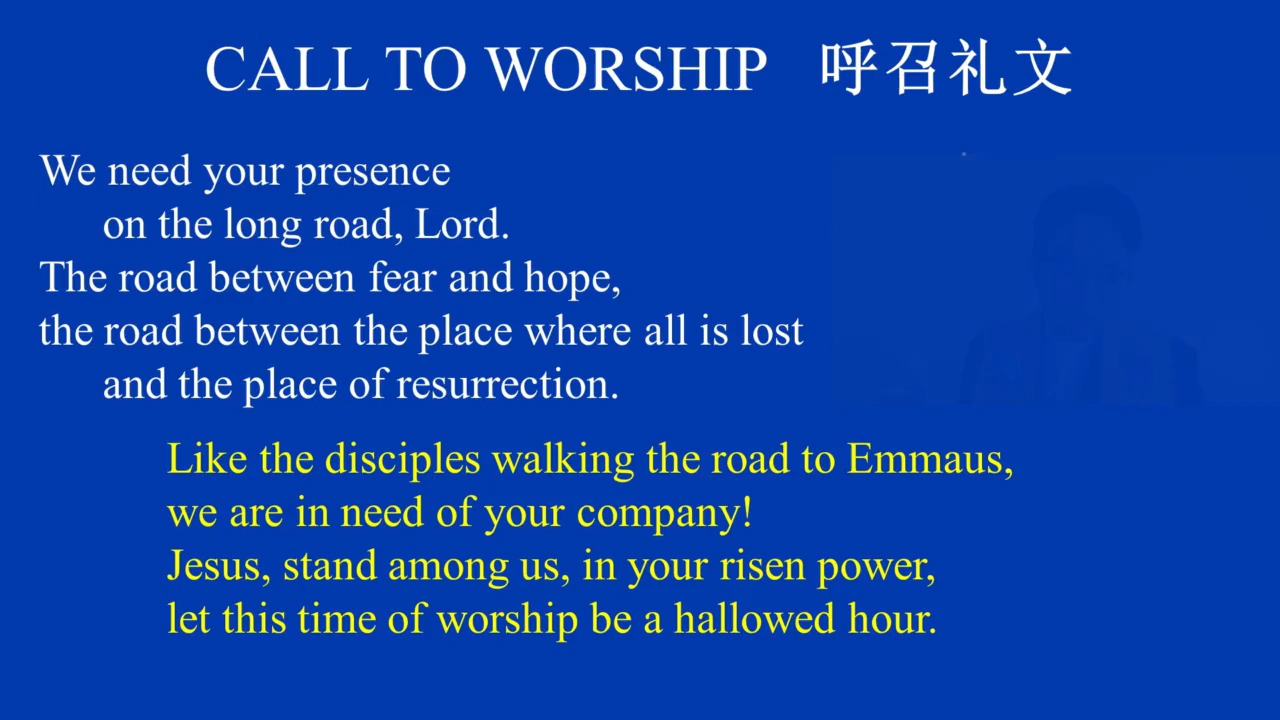 CALL TO WORSHIP 呼召礼文
We need your presence
on the long road, Lord.
The road between fear and hope,
the road between the place where all is lost
and the place of resurrection.
Like the disciples walking the road to Emmaus,
we are in need of your company!
Jesus, stand among us, in your risen power,
let this time of worship be a hallowed hour.